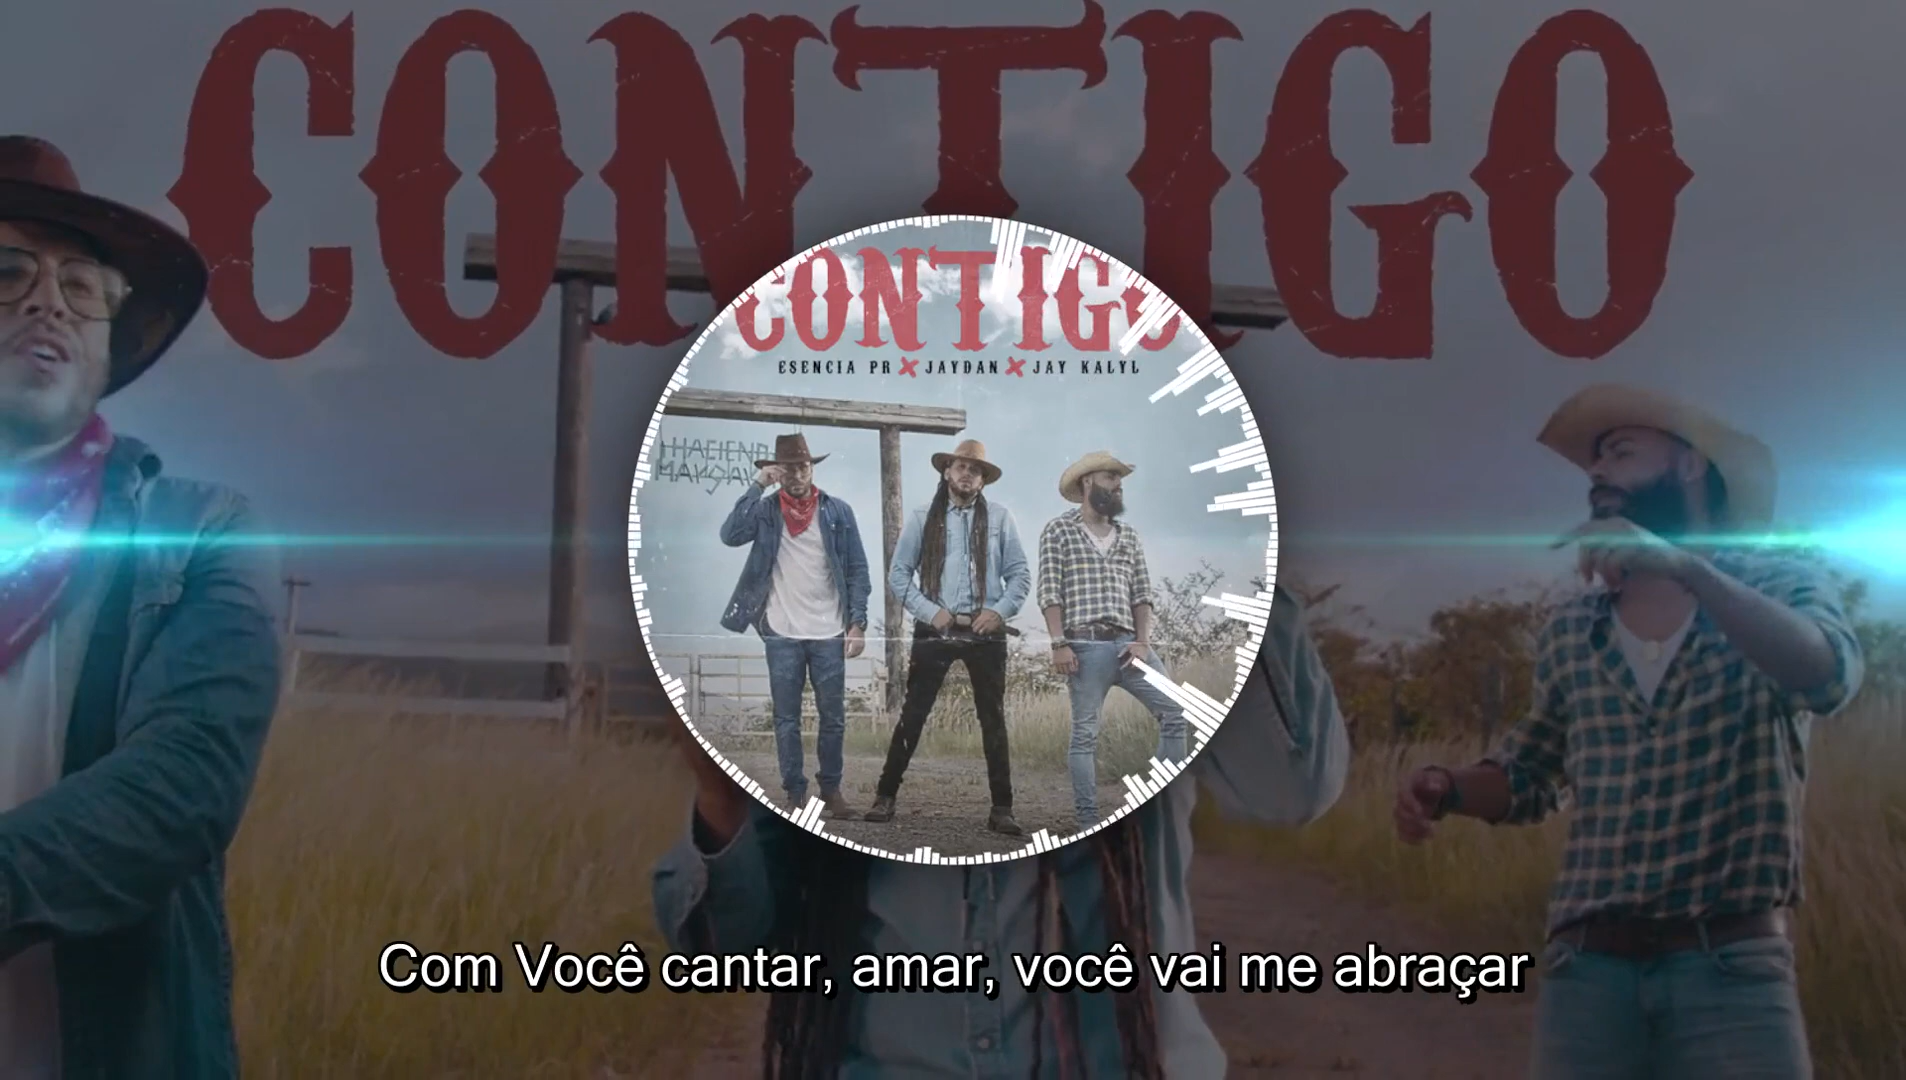 CONTIGO
CONTIGO
ESENCIA PR X JAYDAN X JAY KALYL
Com Você cantar, amar, você vai me abraçar